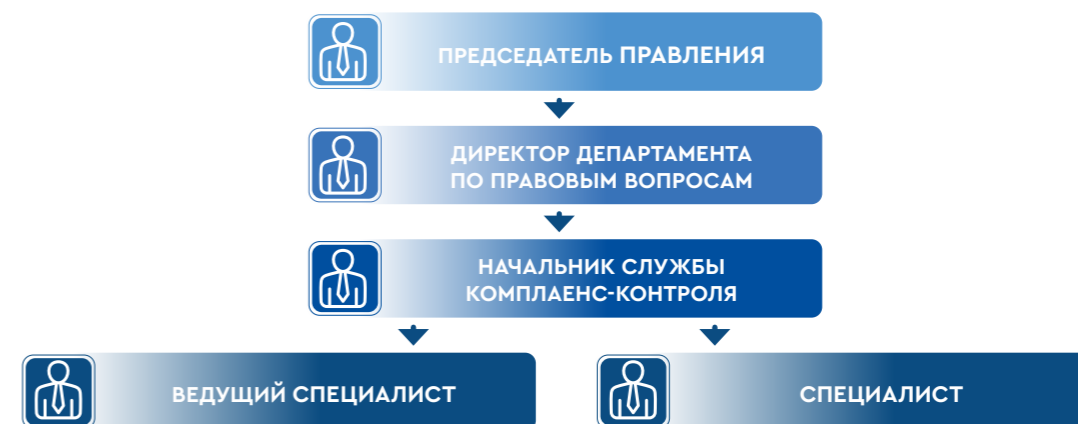 ПРЕДСЕДАТЕЛЬ ПРАВЛЕНИЯ
ДИРЕКТОР ДЕПАРТАМЕНТА
ПО ПРАВОВЫМ ВОПРОСАМ
НАЧАЛЬНИК СЛУЖБЫ
КОМПЛАЕНС-КОНТРОЛЯ
ВЕДУЩИЙ СПЕЦИАЛИСТ
СПЕЦИАЛИСТ